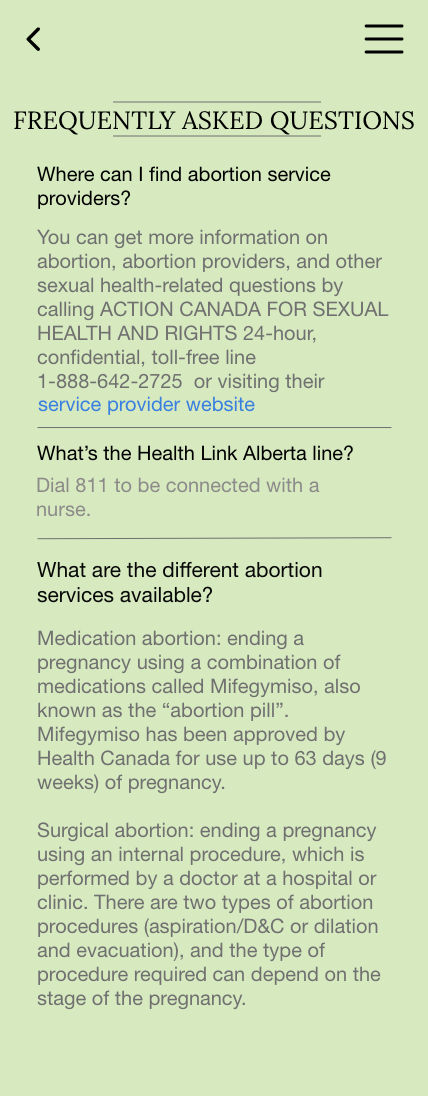 FREQUENTLY ASKED QUESTIONS
Where can I find abortion service
providers?
You can get more information on
abortion, abortion providers, and other
sexual health-related questions by
calling ACTION CANADA FOR SEXUAL
HEALTH AND RIGHTS 24-hour,
confidential, toll-free line
1-888-642-2725  or visiting their
service provider website
What’s the Health Link Alberta line?
Dial 811 to be connected with a
nurse.
What are the different abortion
services available?
Medication abortion: ending a
pregnancy using a combination of
medications called Mifegymiso, also
known as the “abortion pill”.
Mifegymiso has been approved by
Health Canada for use up to 63 days (9
weeks) of pregnancy.
Surgical abortion: ending a pregnancy
using an internal procedure, which is
performed by a doctor at a hospital or
clinic. There are two types of abortion
procedures (aspiration/D&C or dilation
and evacuation), and the type of
procedure required can depend on the
stage of the pregnancy.